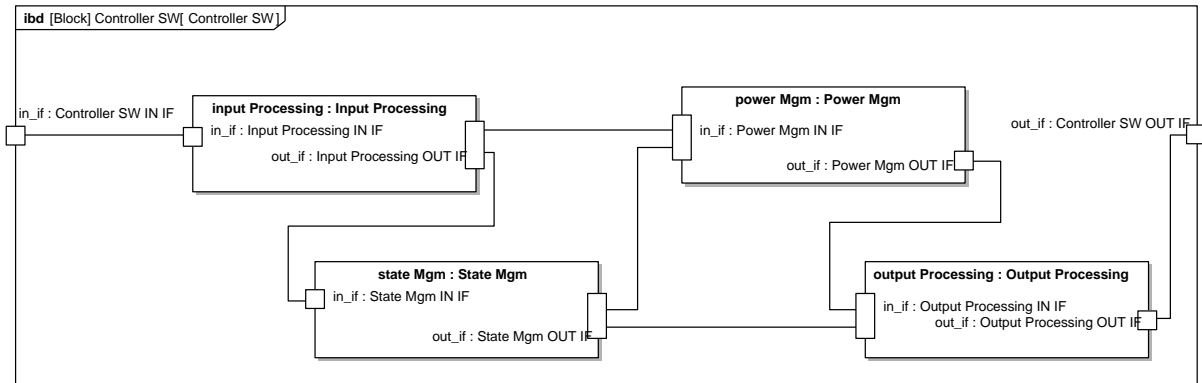 ibd [Block] Controller SW[ Controller SW]
in_if : Controller SW IN IF
input Processing : Input Processing
in_if : Input Processing IN IF
out_if : Input Processing OUT IF
power Mgm : Power Mgm
in_if : Power Mgm IN IF
out_if : Power Mgm OUT IF
out_if : Controller SW OUT IF
state Mgm : State Mgm
in_if : State Mgm IN IF
out_if : State Mgm OUT IF
output Processing : Output Processing
in_if : Output Processing IN IF
out_if : Output Processing OUT IF